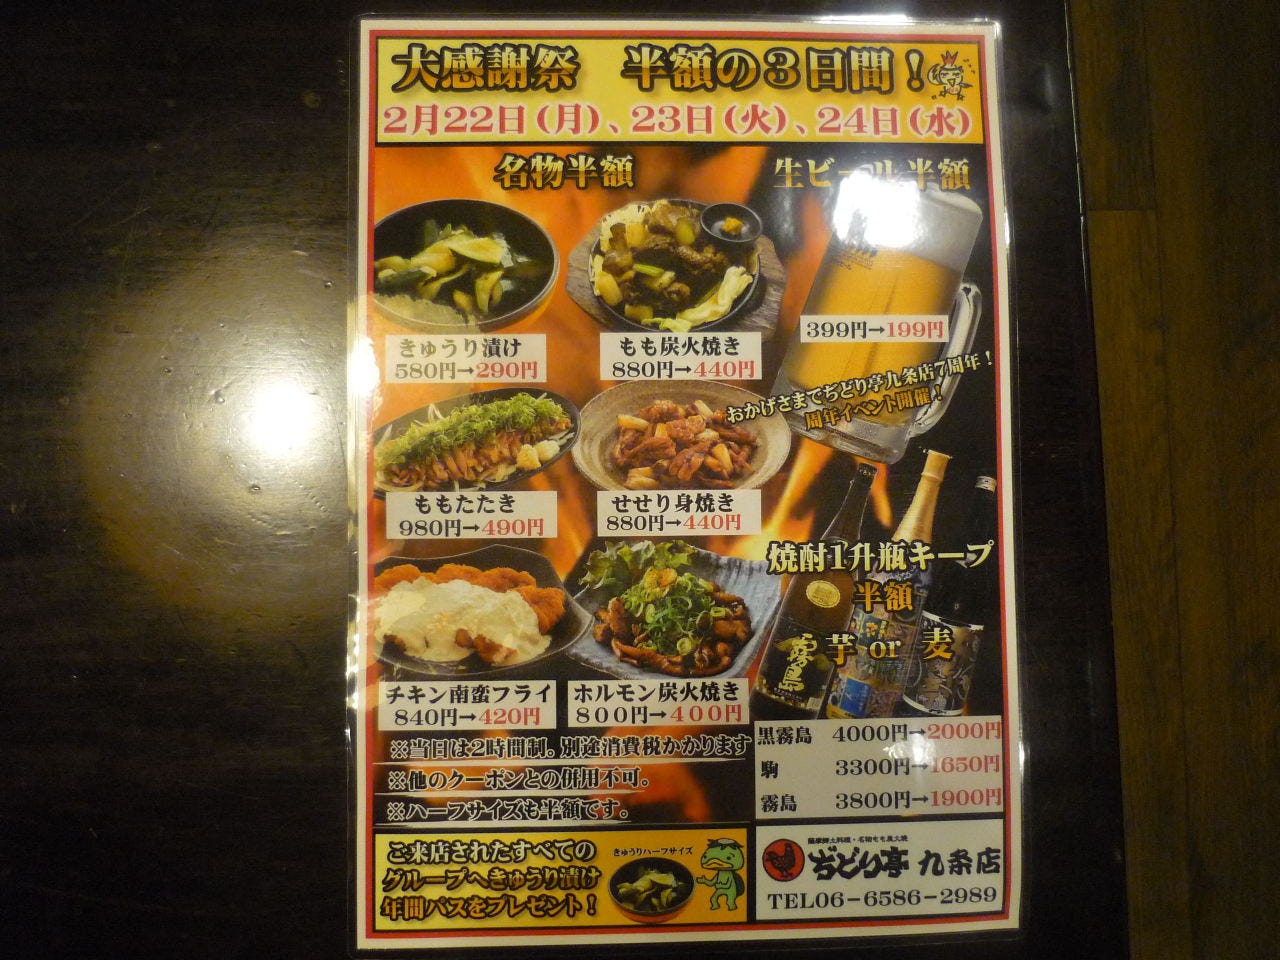 大感謝祭　半額の3日間！
2月22日（月）、23日（火）、24日（水）
名物半額
生ビール半額
きゅうり漬け
580円→290円
もも炭火焼き
880円→440円
399円→199円
おかげさまでぢどり亭九条店7周年！
周年イベント開催！
ももたたき
980円→490円
せせり身焼き
880円→440円
焼酎1升瓶キープ
半額
芋 or 麦
霧島
チキン南蛮フライ
840円→420円
ホルモン炭火焼き
800円→400円
黒霧島 4000円→2000円
駒 3300円→1650円
霧島 3800円→1900円
※当日は2時間制。別途消費税かかります
※他のクーポンとの併用不可。
※ハーフサイズも半額です。
ご来店されたすべての
グループへきゅうり漬け
年間パスをプレゼント！
きゅうりハーフサイズ
薩摩郷土料理・名物もも炭火焼
ぢどり亭 九条店
TEL06-6586-2989